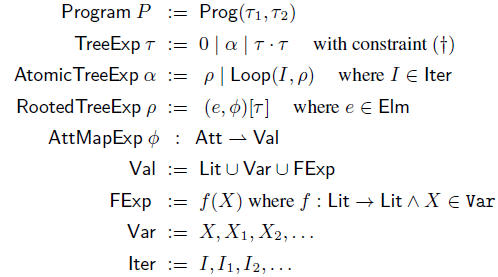 Program P := Prog(τ₁, τ₂)
TreeExp τ := 0 | α | τ · τ with constraint (†)
AtomicTreeExp α := ρ | Loop(I, ρ) where I ∈ Iter
RootedTreeExp ρ := (e, ϕ)[τ] where e ∈ Elm
AttMapExp ϕ : Att ⇀ Val
Val := Lit ∪ Var ∪ FExp
FExp := f(X) where f : Lit → Lit ∧ X ∈ Var
Var := X, X₁, X₂, . . .
Iter := I, I₁, I₂, . . .